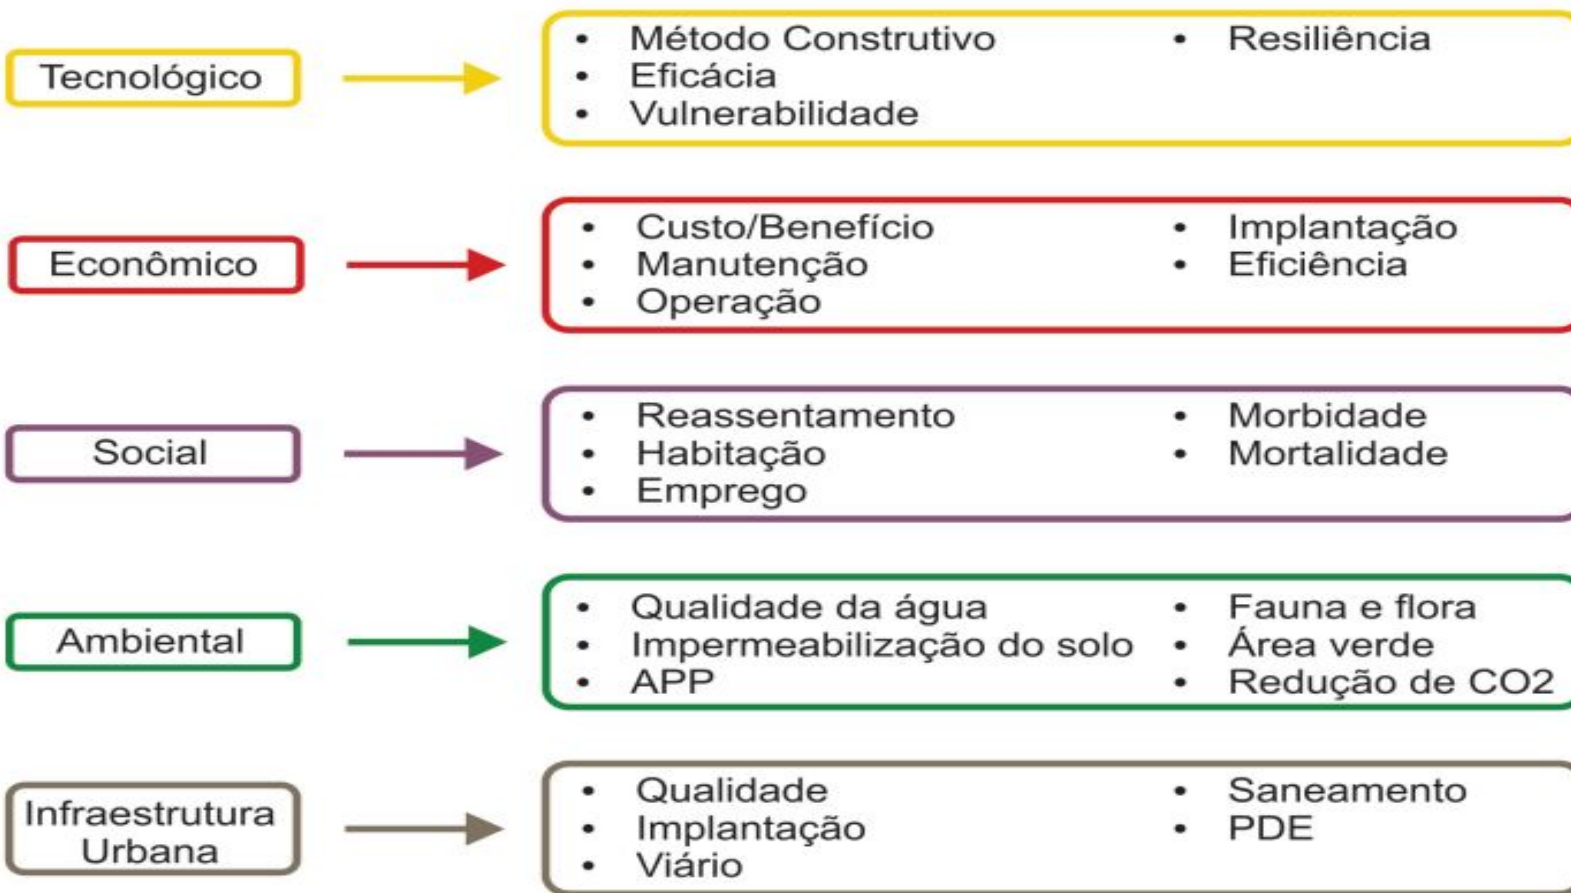 Tecnológico
• Método Construtivo
• Eficácia
• Vulnerabilidade
• Resiliência
Econômico
• Custo/Benefício
• Manutenção
• Operação
• Implantação
• Eficiência
Social
• Reassentamento
• Habitação
• Emprego
• Morbidade
• Mortalidade
Ambiental
• Qualidade da água
• Impermeabilização do solo
• APP
• Fauna e flora
• Área verde
• Redução de CO2
Infraestrutura
Urbana
• Qualidade
• Implantação
• Viário
• Saneamento
• PDE